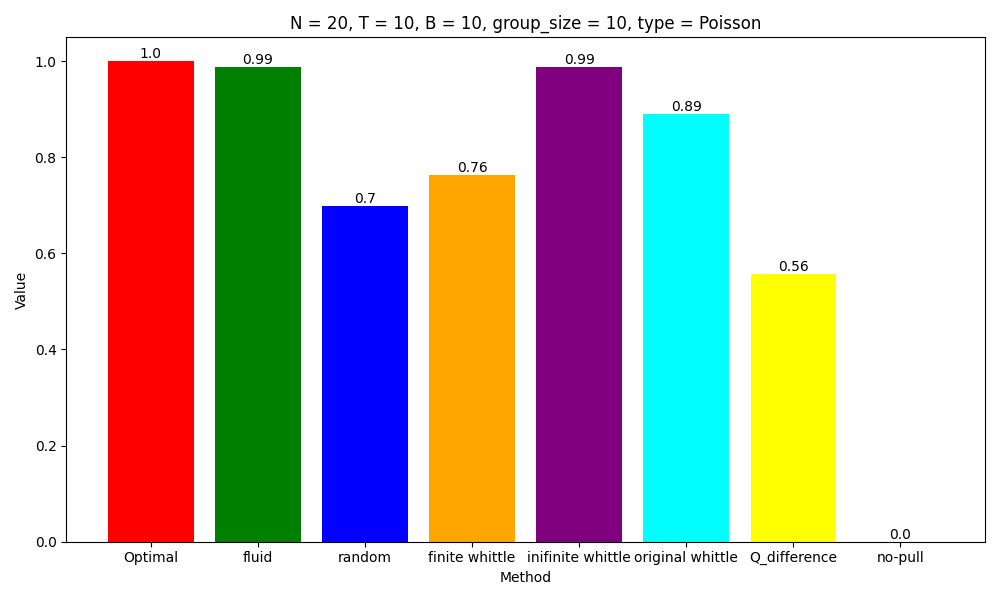 N = 20, T = 10, B = 10, group_size = 10, type = Poisson
Value
1.0
0.8
0.6
0.4
0.2
0.0
1.0
0.99
0.7
0.76
0.99
0.89
0.56
0.0
Optimal
fluid
random
finite whittle
inifinite whittle
original whittle
Q_difference
no-pull
Method